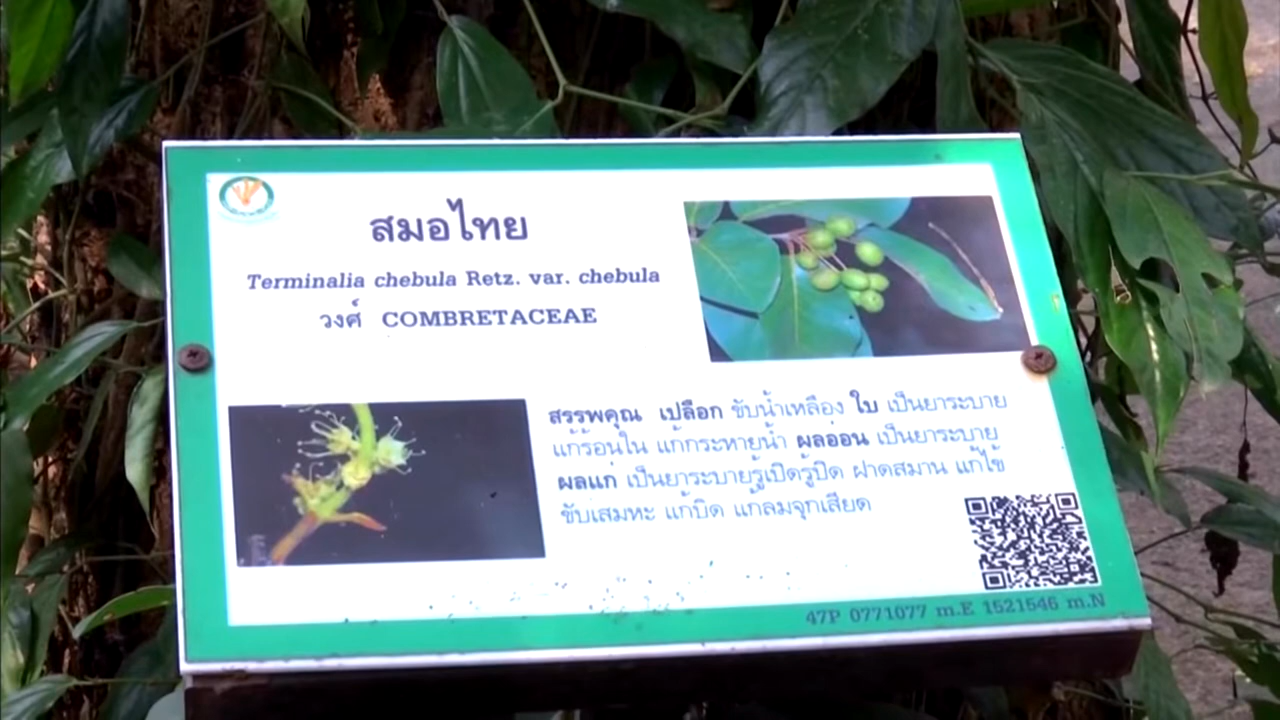 สมอไทย
Terminalia chebula Retz. var. chebula
วงศ์ COMBRETACEAE
สรรพคุณ เปลือก ขับน้ำเหลือง ใบ เป็นยาระบาย
แก้ร้อนใน แก้กระหายน้ำ ผลอ่อน เป็นยาระบาย
ผลแก่ เป็นยาระบายรู้เปิดรู้ปิด ฝาดสมาน แก้ไข้
ขับเสมหะ แก้บิด แก้ลมจุกเสียด
47P 0771077 m.E 1521546 m.N